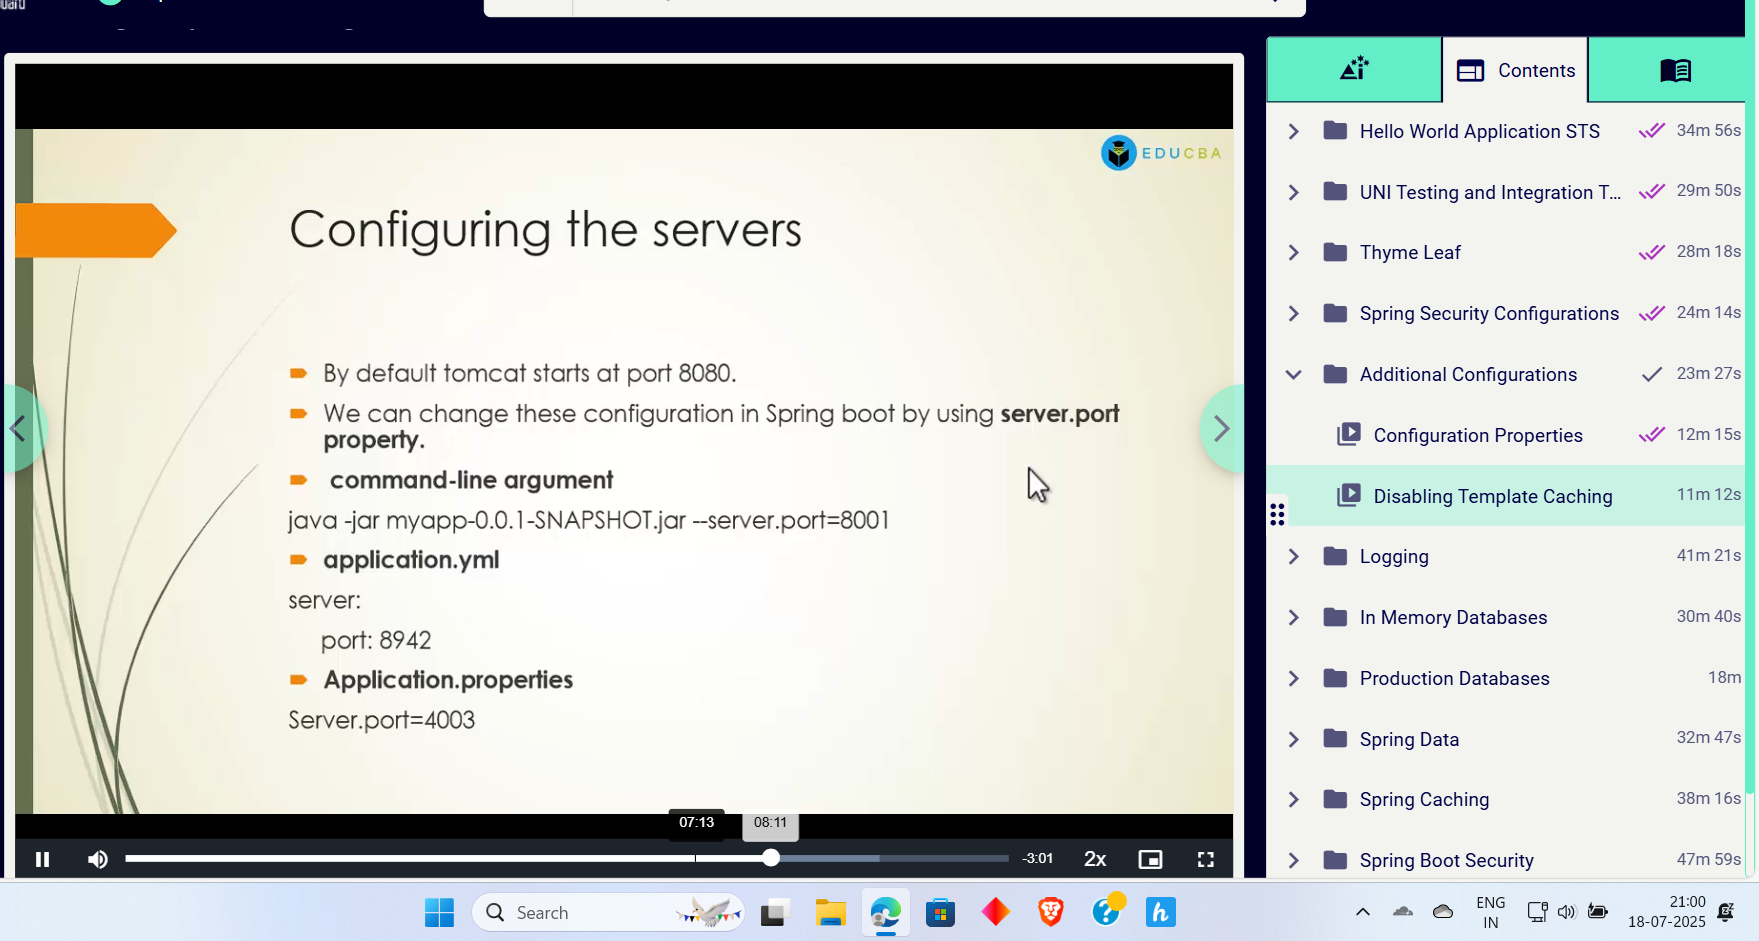 EDUCBA
Configuring the servers
By default tomcat starts at port 8080.
We can change these configuration in Spring boot by using server.port
property.
command-line argument
java -jar myapp-0.0.1-SNAPSHOT.jar --server.port=8001
application.yml
server:
port: 8942
Application.properties
Server.port=4003
07:13
08:11
-3:01
2x
Contents
Hello World Application STS 34m 56s
UNI Testing and Integration T... 29m 50s
Thyme Leaf 28m 18s
Spring Security Configurations 24m 14s
Additional Configurations 23m 27s
Configuration Properties 12m 15s
Disabling Template Caching 11m 12s
Logging 41m 21s
In Memory Databases 30m 40s
Production Databases 18m
Spring Data 32m 47s
Spring Caching 38m 16s
Spring Boot Security 47m 59s
Search
ENG
IN
21:00
18-07-2025